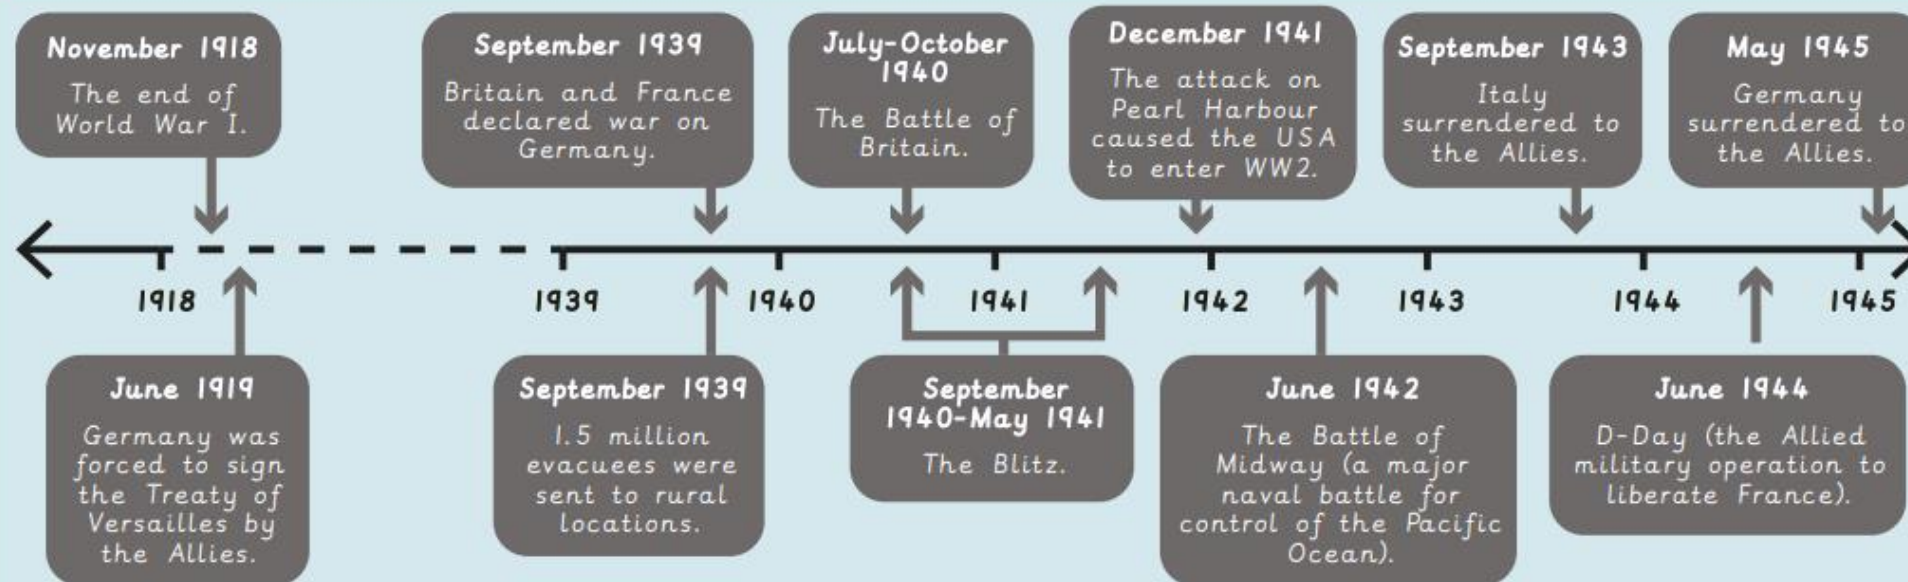 November 1918
The end of
World War I.
September 1939
Britain and France
declared war on
Germany.
July-October
1940
The Battle of
Britain.
December 1941
The attack on
Pearl Harbour
caused the USA
to enter WW2.
September 1943
Italy
surrendered to
the Allies.
May 1945
Germany
surrendered to
the Allies.
1918
1939
1940
1941
1942
1943
1944
1945
June 1919
Germany was
forced to sign
the Treaty of
Versailles by
the Allies.
September 1939
1.5 million
evacuees were
sent to rural
locations.
September
1940-May 1941
The Blitz.
June 1942
The Battle of
Midway (a major
naval battle for
control of the Pacific
Ocean).
June 1944
D-Day (the Allied
military operation to
liberate France).